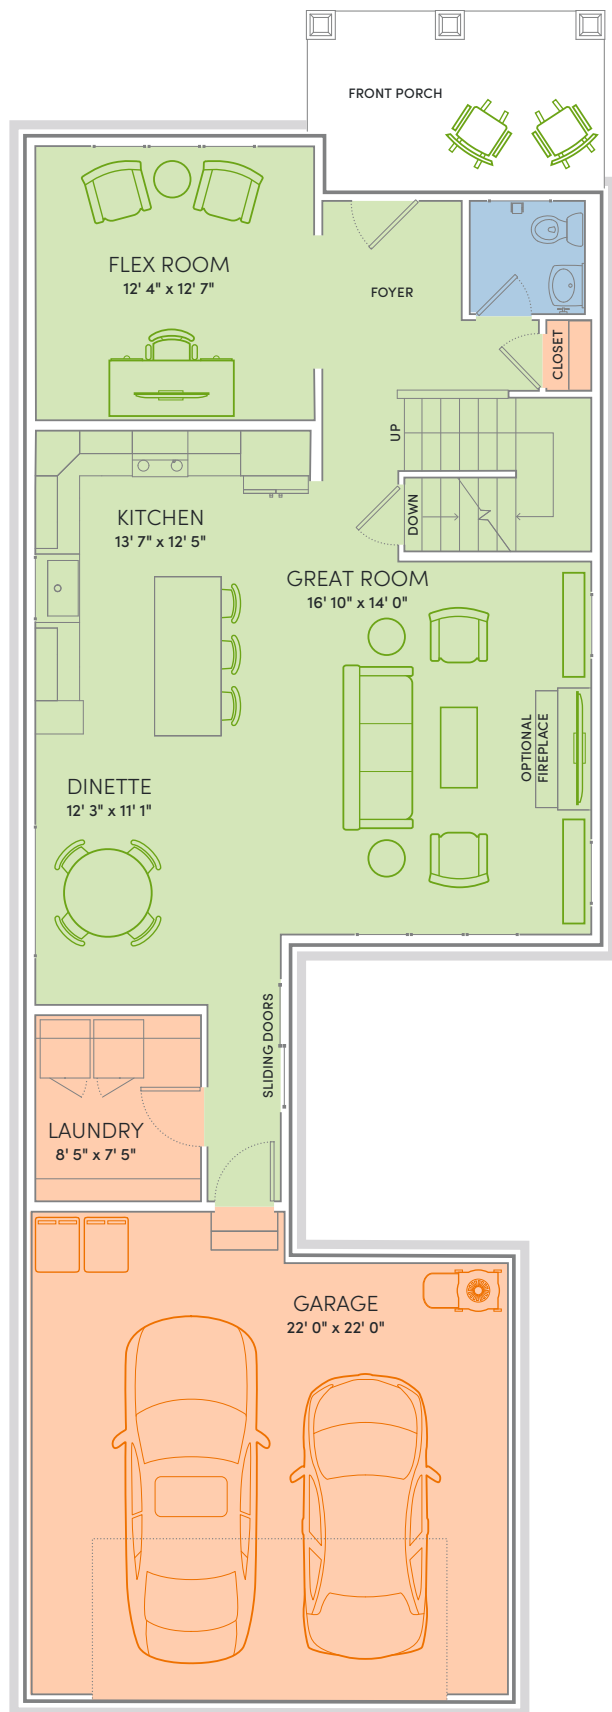 FRONT PORCH
FLEX ROOM
12' 4" x 12' 7"
FOYER
CLOSET
UP
DOWN
KITCHEN
13' 7" x 12' 5"
GREAT ROOM
16' 10" x 14' 0"
OPTIONAL
FIREPLACE
DINETTE
12' 3" x 11' 1"
SLIDING DOORS
LAUNDRY
8' 5" x 7' 5"
GARAGE
22' 0" x 22' 0"